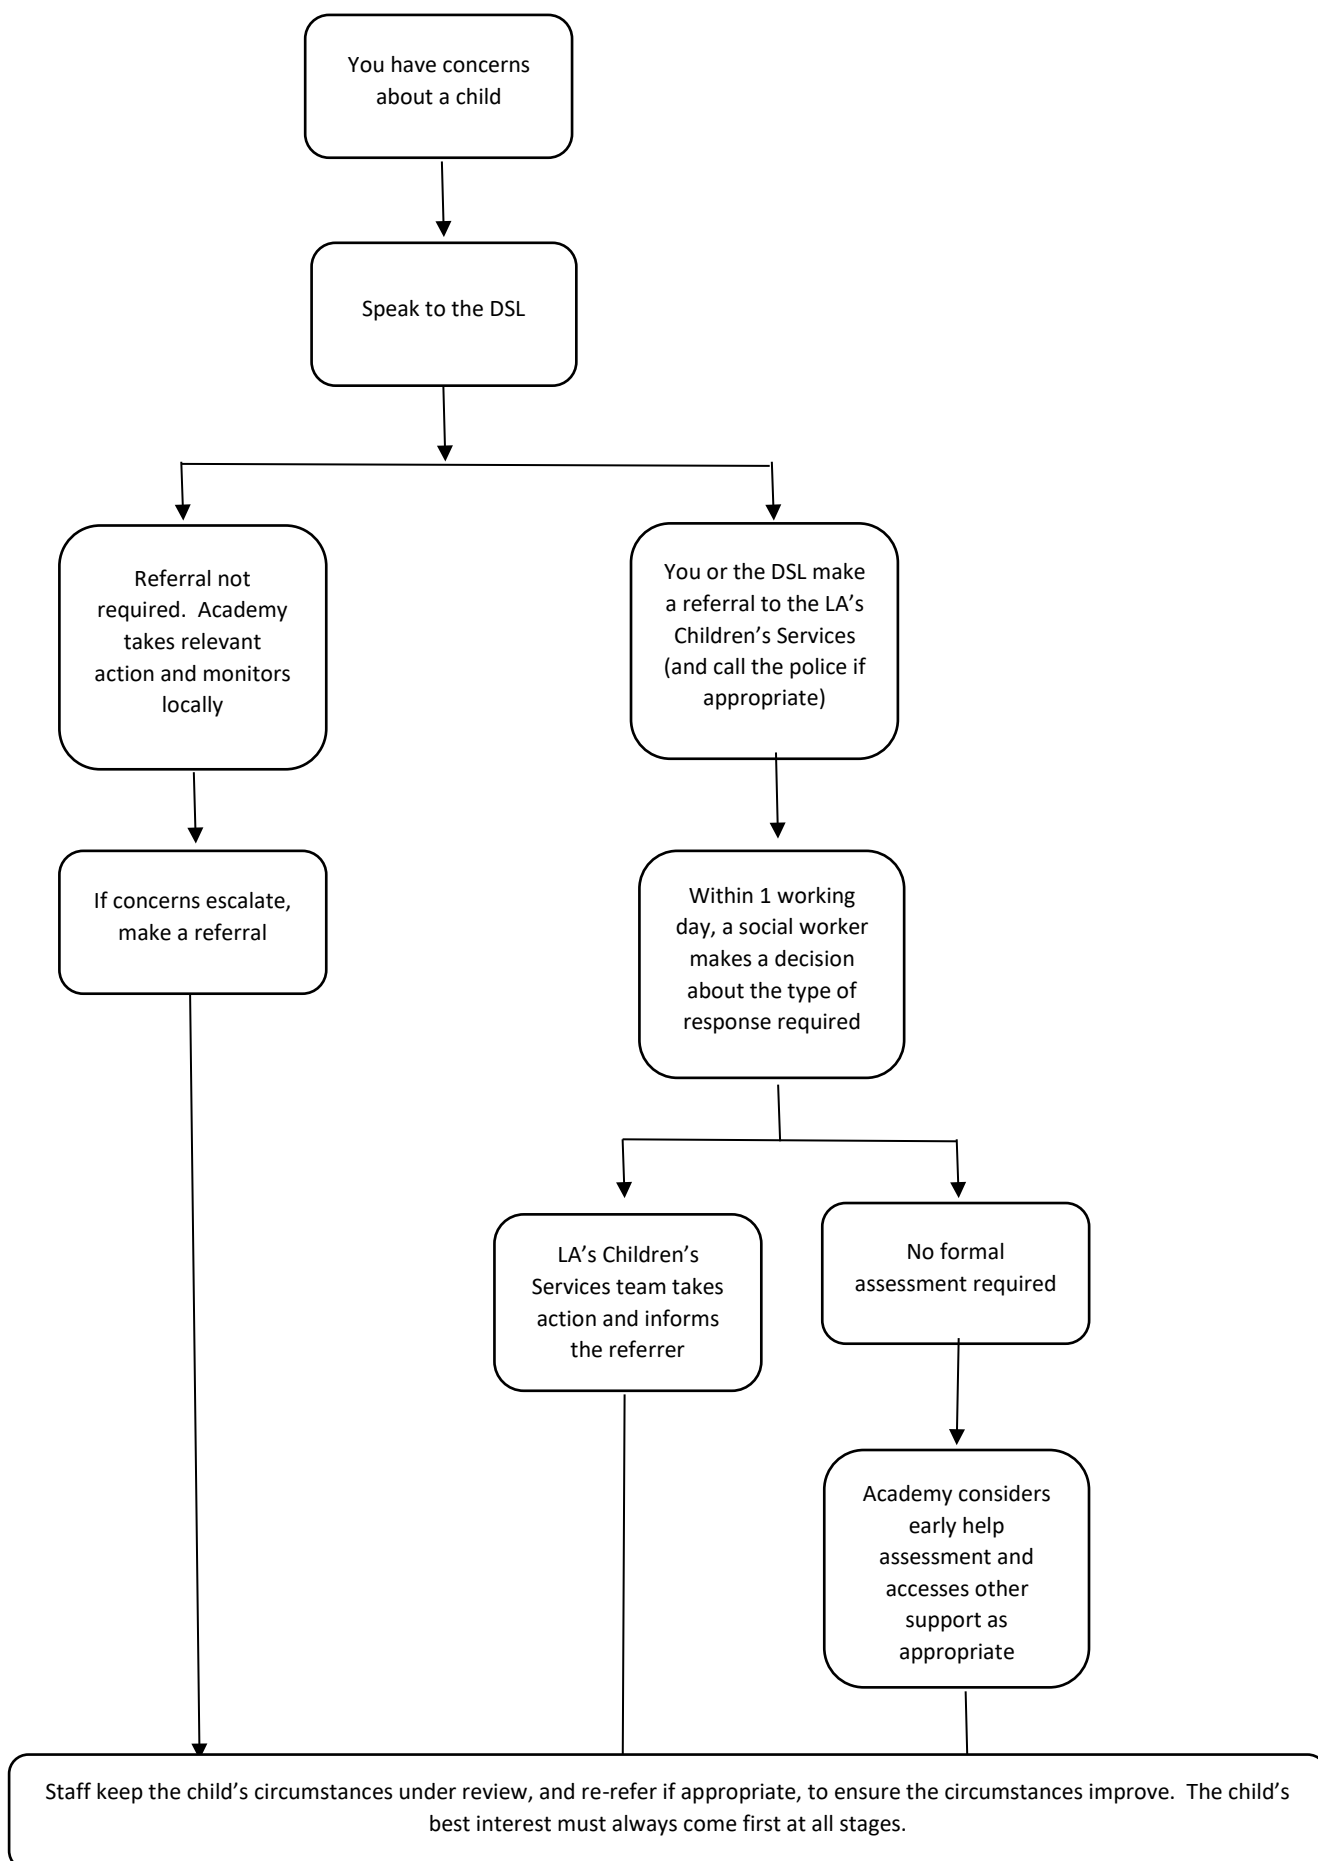 You have concerns
about a child
Speak to the DSL
Referral not
required.  Academy
takes relevant
action and monitors
locally
You or the DSL make
a referral to the LA’s
Children’s Services
(and call the police if
appropriate)
If concerns escalate,
make a referral
Within 1 working
day, a social worker
makes a decision
about the type of
response required
LA’s Children’s
Services team takes
action and informs
the referrer
No formal
assessment required
Academy considers
early help
assessment and
accesses other
support as
appropriate
Staff keep the child’s circumstances under review, and re-refer if appropriate, to ensure the circumstances improve.  The child’s
best interest must always come first at all stages.